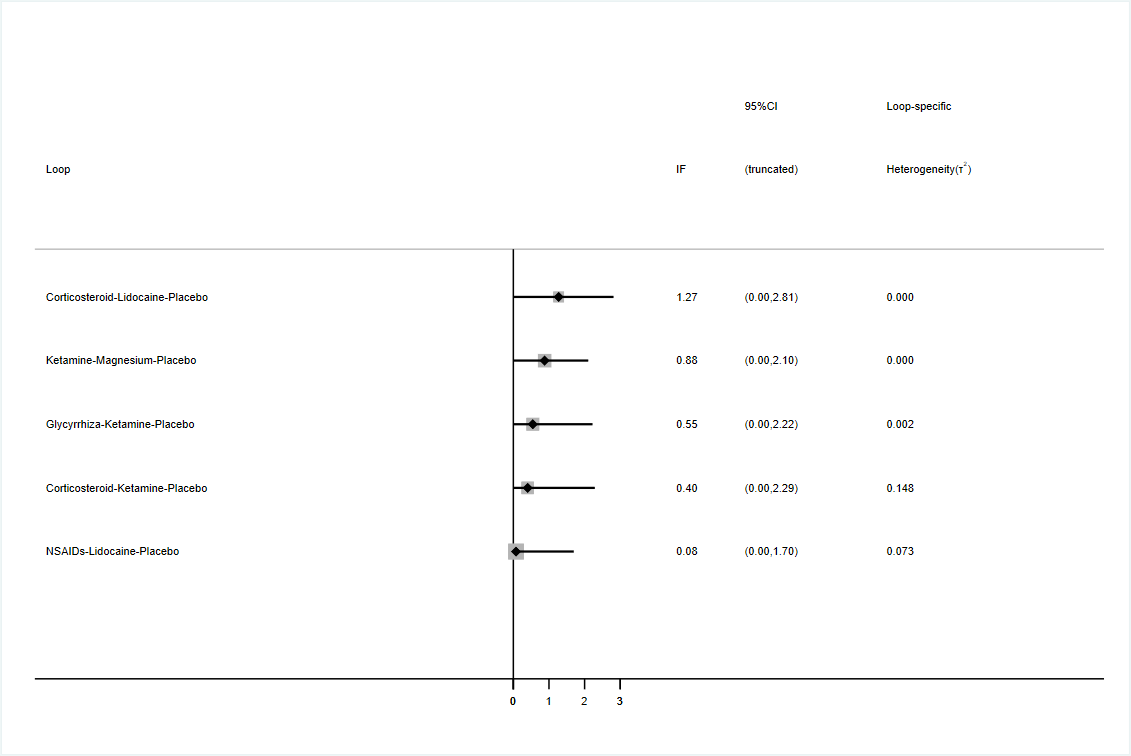 95%CI Loop-specific
Loop IF (truncated) Heterogeneity(τ²)
Corticosteroid-Lidocaine-Placebo 1.27 (0.00,2.81) 0.000
Ketamine-Magnesium-Placebo 0.88 (0.00,2.10) 0.000
Glycyrrhiza-Ketamine-Placebo 0.55 (0.00,2.22) 0.002
Corticosteroid-Ketamine-Placebo 0.40 (0.00,2.29) 0.148
NSAIDs-Lidocaine-Placebo 0.08 (0.00,1.70) 0.073
0 1 2 3